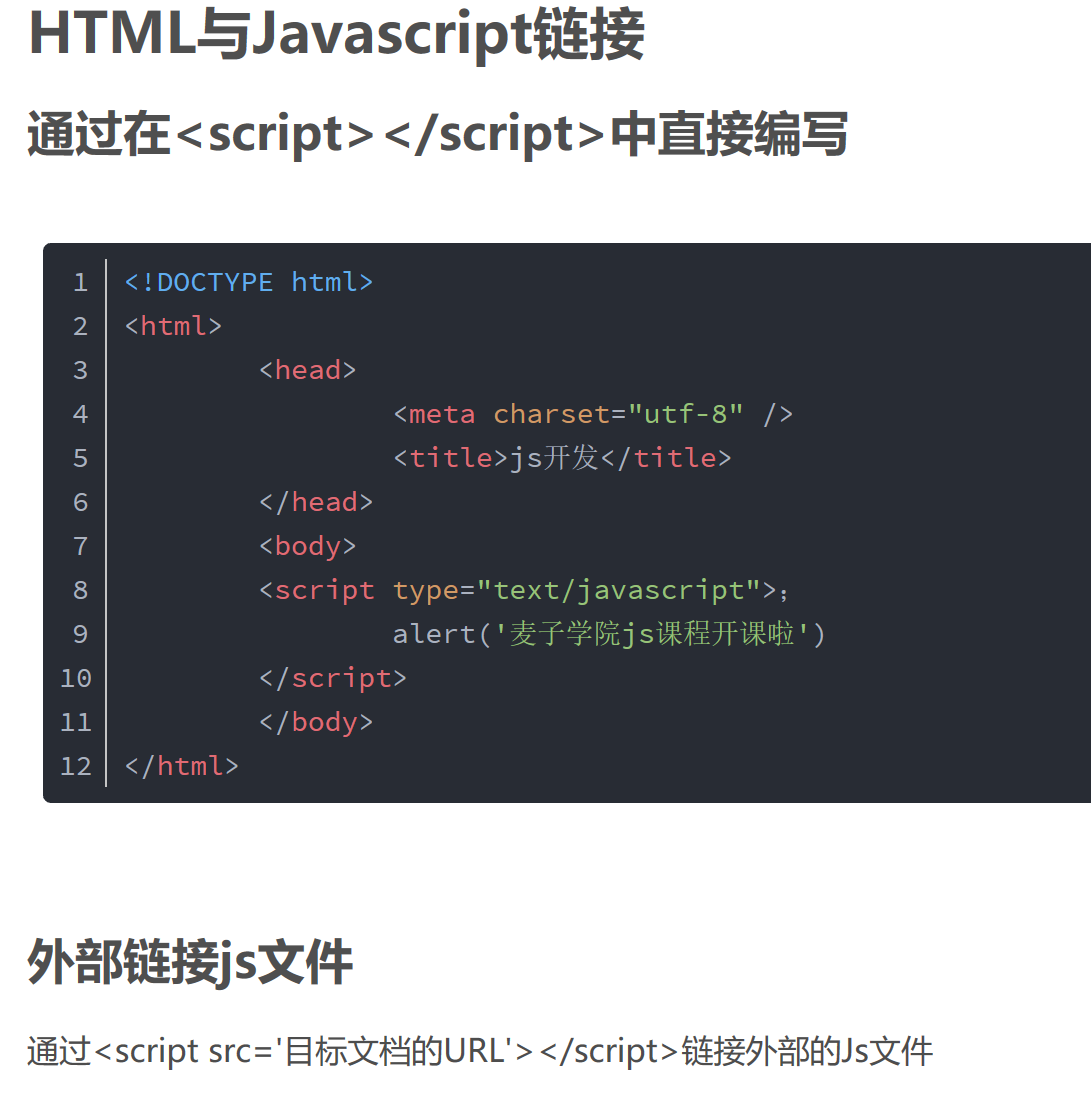 HTML与Javascript链接
通过在<script></script>中直接编写
1 <!DOCTYPE html>
2 <html>
3 <head>
4 <meta charset="utf-8" />
5 <title>js开发</title>
6 </head>
7 <body>
8 <script type="text/javascript">;
9 alert('麦子学院js课程开课啦')
10 </script>
11 </body>
12 </html>
外部链接js文件
通过<script src='目标文档的URL'></script>链接外部的Js文件